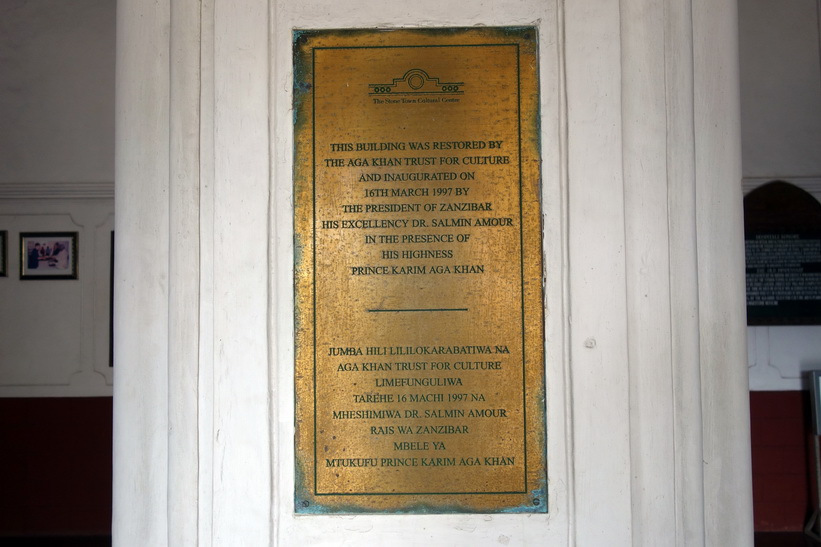 The Stone Town Cultural Centre
THIS BUILDING WAS RESTORED BY
THE AGA KHAN TRUST FOR CULTURE
AND INAUGURATED ON
16TH MARCH 1997 BY
THE PRESIDENT OF ZANZIBAR
HIS EXCELLENCY DR. SALMIN AMOUR
IN THE PRESENCE OF
HIS HIGHNESS
PRINCE KARIM AGA KHAN
JUMBA HILI LILILOKARABATIWA NA
AGA KHAN TRUST FOR CULTURE
LIMEFUNGULIWA
TAREHE 16 MACHI 1997 NA
MHESHIMIWA DR. SALMIN AMOUR
RAIS WA ZANZIBAR
MBELE YA
MTUKUFU PRINCE KARIM AGA KHAN